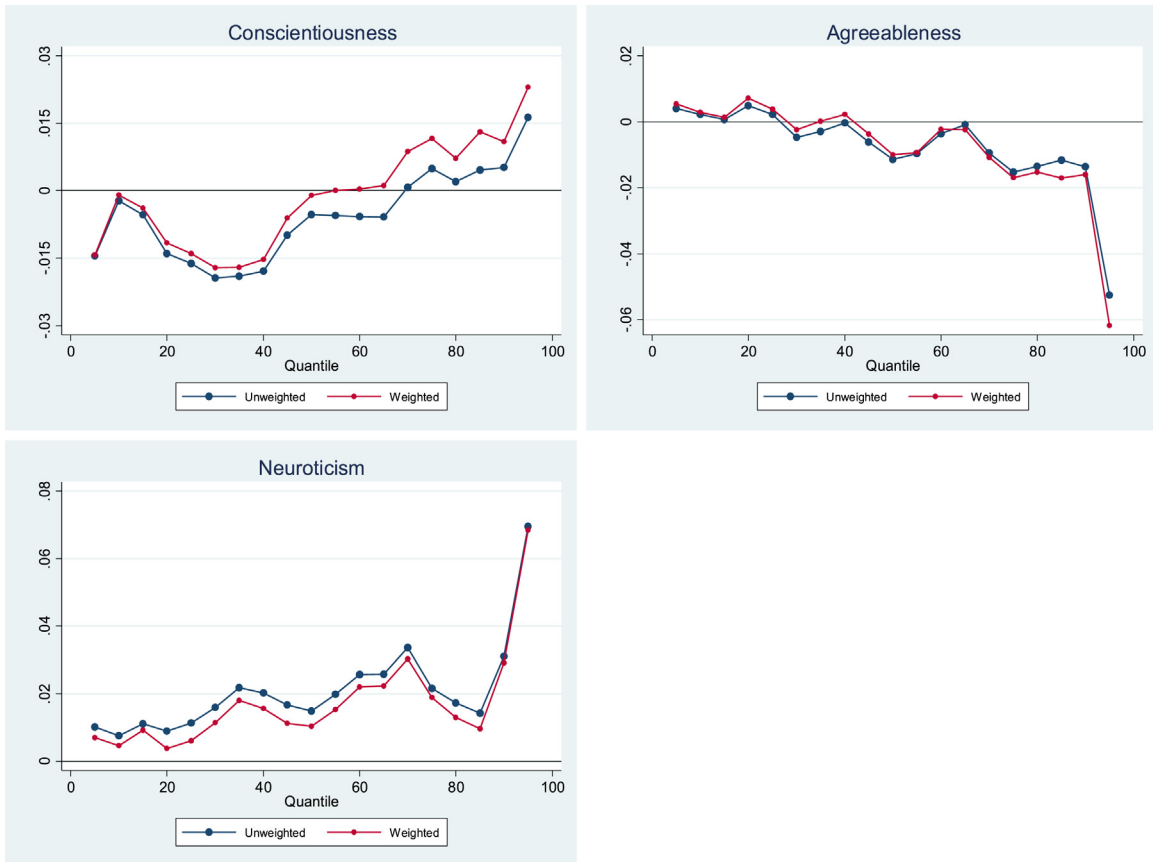 Conscientiousness
.03
.015
0
-.015
-.03
0 20 40 60 80 100
Quantile
Unweighted Weighted
Agreeableness
.02
0
-.02
-.04
-.06
0 20 40 60 80 100
Quantile
Unweighted Weighted
Neuroticism
.08
.06
.04
.02
0
0 20 40 60 80 100
Quantile
Unweighted Weighted